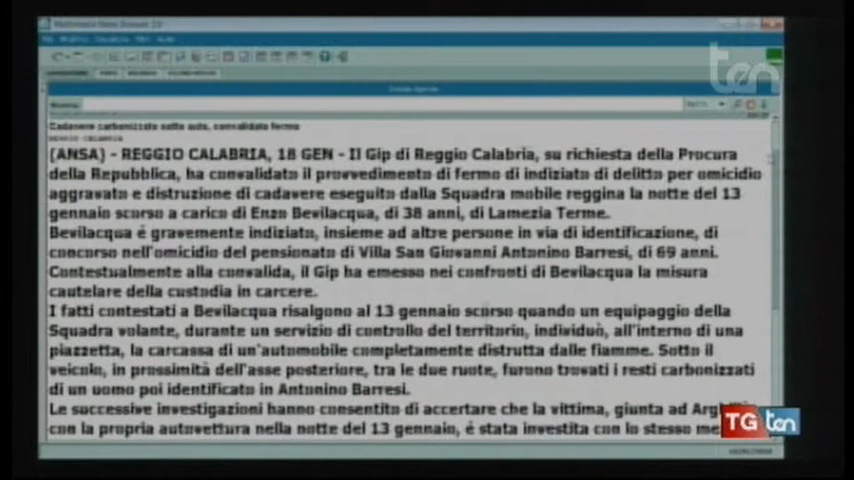 ten
Cadavere carbonizzato sotto auto, convalidato fermo
REGGIO CALABRIA
(ANSA) - REGGIO CALABRIA, 18 GEN - Il Gip di Reggio Calabria, su richiesta della Procura
della Repubblica, ha convalidato il provvedimento di fermo di indiziato di delitto per omicidio
aggravato e distruzione di cadavere eseguito dalla Squadra mobile reggina la notte del 13
gennaio scorso a carico di Enzo Bevilacqua, di 38 anni, di Lamezia Terme.
Bevilacqua è gravemente indiziato, insieme ad altre persone in via di identificazione, di
concorso nell'omicidio del pensionato di Villa San Giovanni Antonino Barresi, di 69 anni.
Contestualmente alla convalida, il Gip ha emesso nei confronti di Bevilacqua la misura
cautelare della custodia in carcere.
I fatti contestati a Bevilacqua risalgono al 13 gennaio scorso quando un equipaggio della
Squadra volante, durante un servizio di controllo del territorio, individuò, all'interno di una
piazzetta, la carcassa di un'automobile completamente distrutta dalle fiamme. Sotto il
veicolo, in prossimità dell'asse posteriore, tra le due ruote, furono trovati i resti carbonizzati
di un uomo poi identificato in Antonino Barresi.
Le successive investigazioni hanno consentito di accertare che la vittima, giunta ad
con la propria autovettura nella notte del 13 gennaio, è stata investita con lo stesso
TG ten